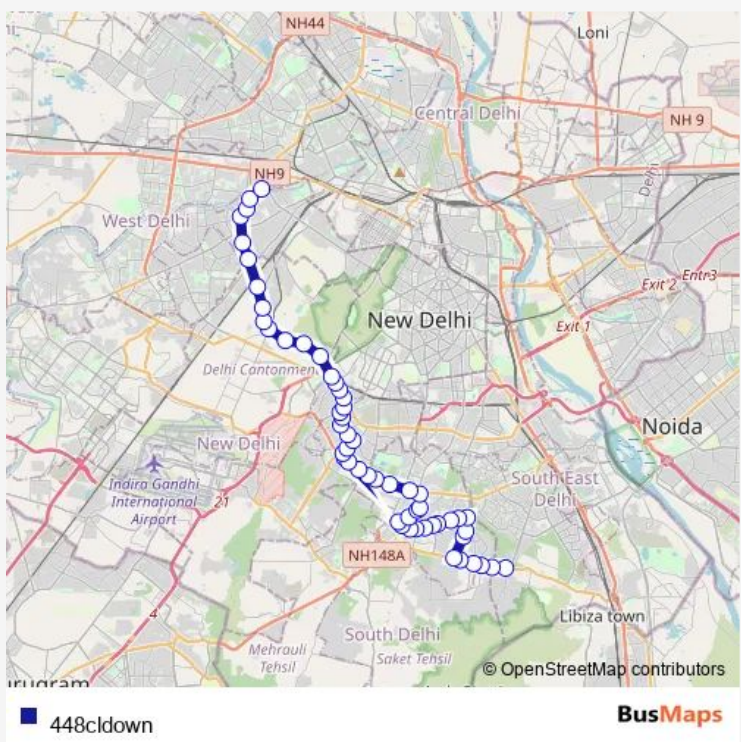 NH44
Loni
Central Delhi
NH 9
Delhi
NH9
West Delhi
Exit 2
Entr3
New Delhi
Exit 1
Delhi Cantonmen
Noida
New Delhi
Indira Gandhi
International
Airport
21
South East
Delhi
NH148A
4
Libiza town
South Delhi
Mehrauli
Tehsil
Saket Tehsil
© OpenStreetMap contributors
448cldown
BusMaps